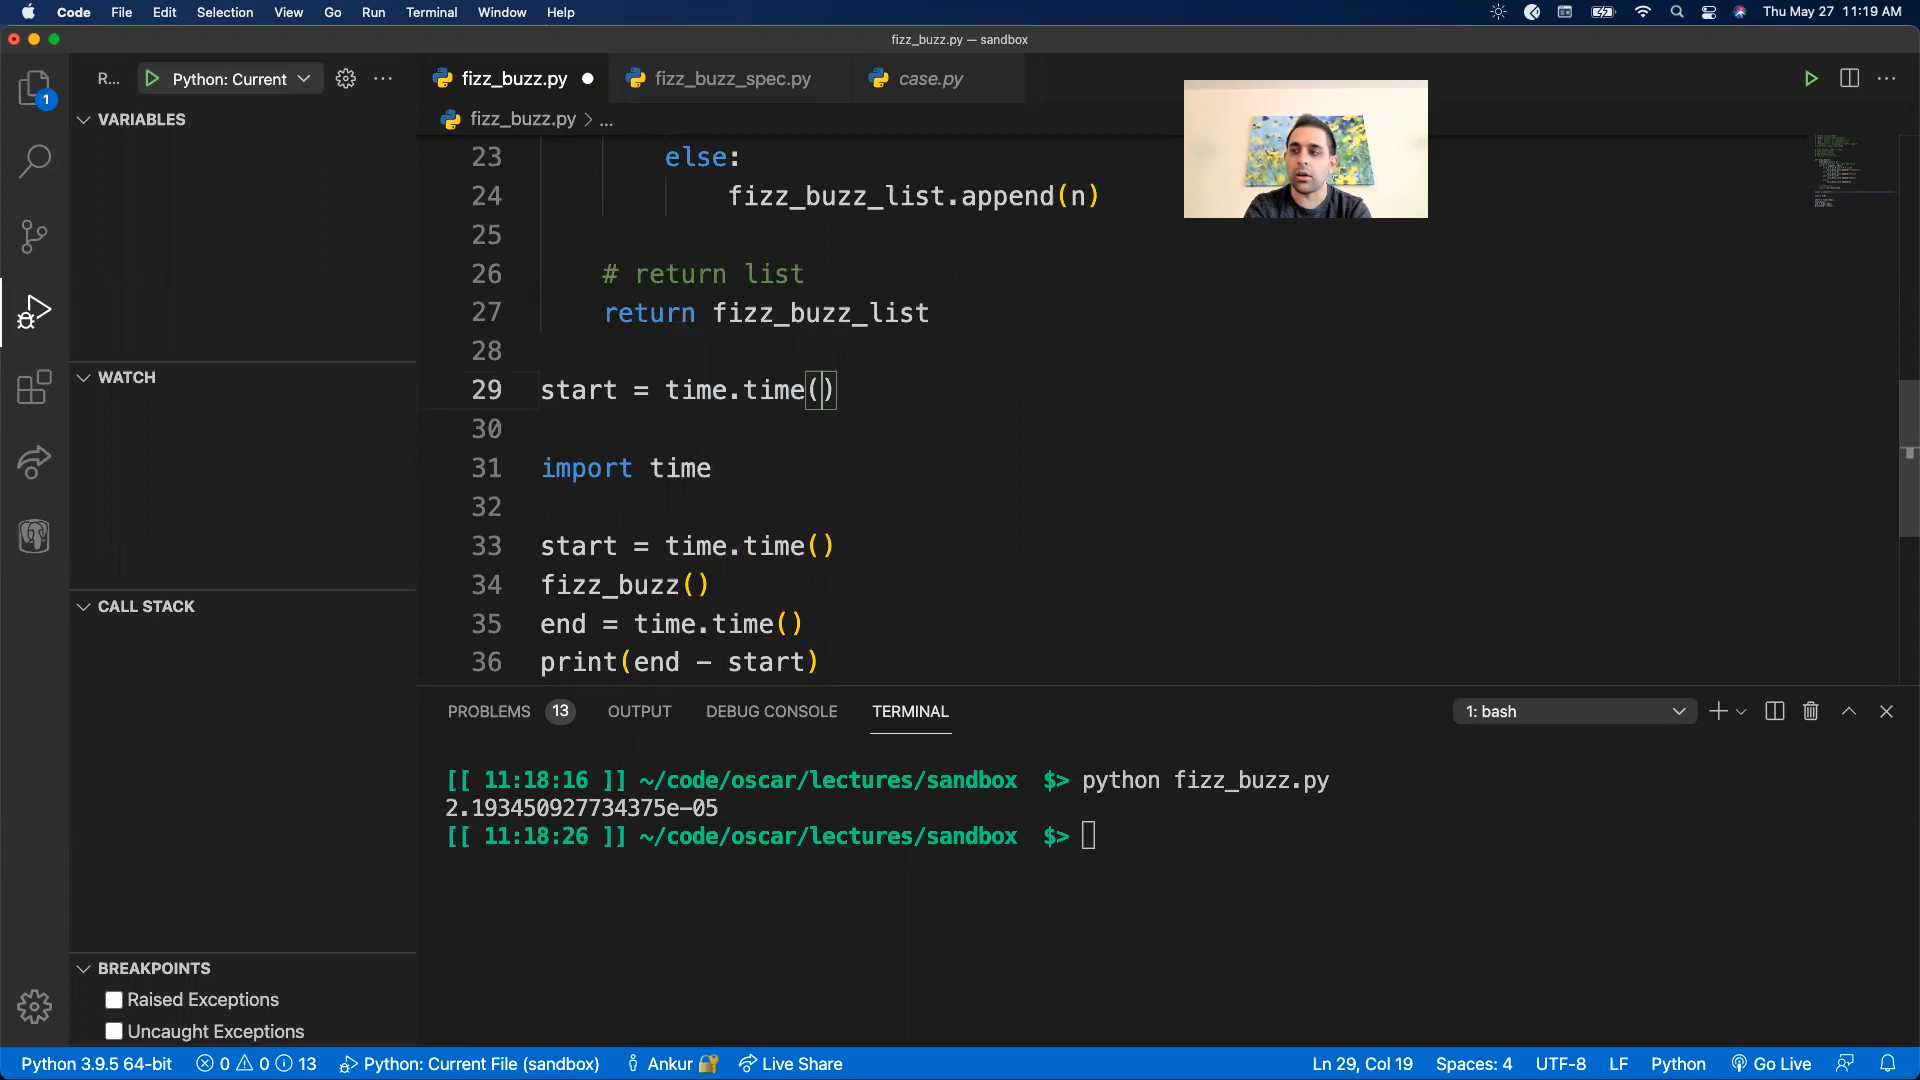 Code File Edit Selection View Go Run Terminal Window Help Thu May 27 11:19 AM
fizz_buzz.py — sandbox
R... Python: Current
fizz_buzz.py fizz_buzz_spec.py case.py
1
VARIABLES
fizz_buzz.py > ...
23 else:
24 fizz_buzz_list.append(n)
25
26 # return list
27 return fizz_buzz_list
28
WATCH
29 start = time.time()
30
31 import time
32
33 start = time.time()
34 fizz_buzz()
CALL STACK
35 end = time.time()
36 print(end - start)
PROBLEMS 13 OUTPUT DEBUG CONSOLE TERMINAL 1: bash
[[ 11:18:16 ]] ~/code/oscar/lectures/sandbox $> python fizz_buzz.py
2.193450927734375e-05
[[ 11:18:26 ]] ~/code/oscar/lectures/sandbox $>
BREAKPOINTS
Raised Exceptions
Uncaught Exceptions
Python 3.9.5 64-bit 0 0 13 Python: Current File (sandbox) Ankur Live Share Ln 29, Col 19 Spaces: 4 UTF-8 LF Python Go Live